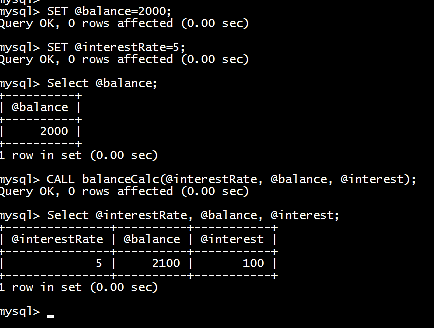 mysql> SET @balance=2000;
Query OK, 0 rows affected (0.00 sec)
mysql> SET @interestRate=5;
Query OK, 0 rows affected (0.00 sec)
mysql> Select @balance;
+----------+
| @balance |
+----------+
|     2000 |
+----------+
1 row in set (0.00 sec)
mysql> CALL balanceCalc(@interestRate, @balance, @interest);
Query OK, 0 rows affected (0.00 sec)
mysql> Select @interestRate, @balance, @interest;
+---------------+----------+-----------+
| @interestRate | @balance | @interest |
+---------------+----------+-----------+
|             5 |     2100 |       100 |
+---------------+----------+-----------+
1 row in set (0.00 sec)
mysql> _